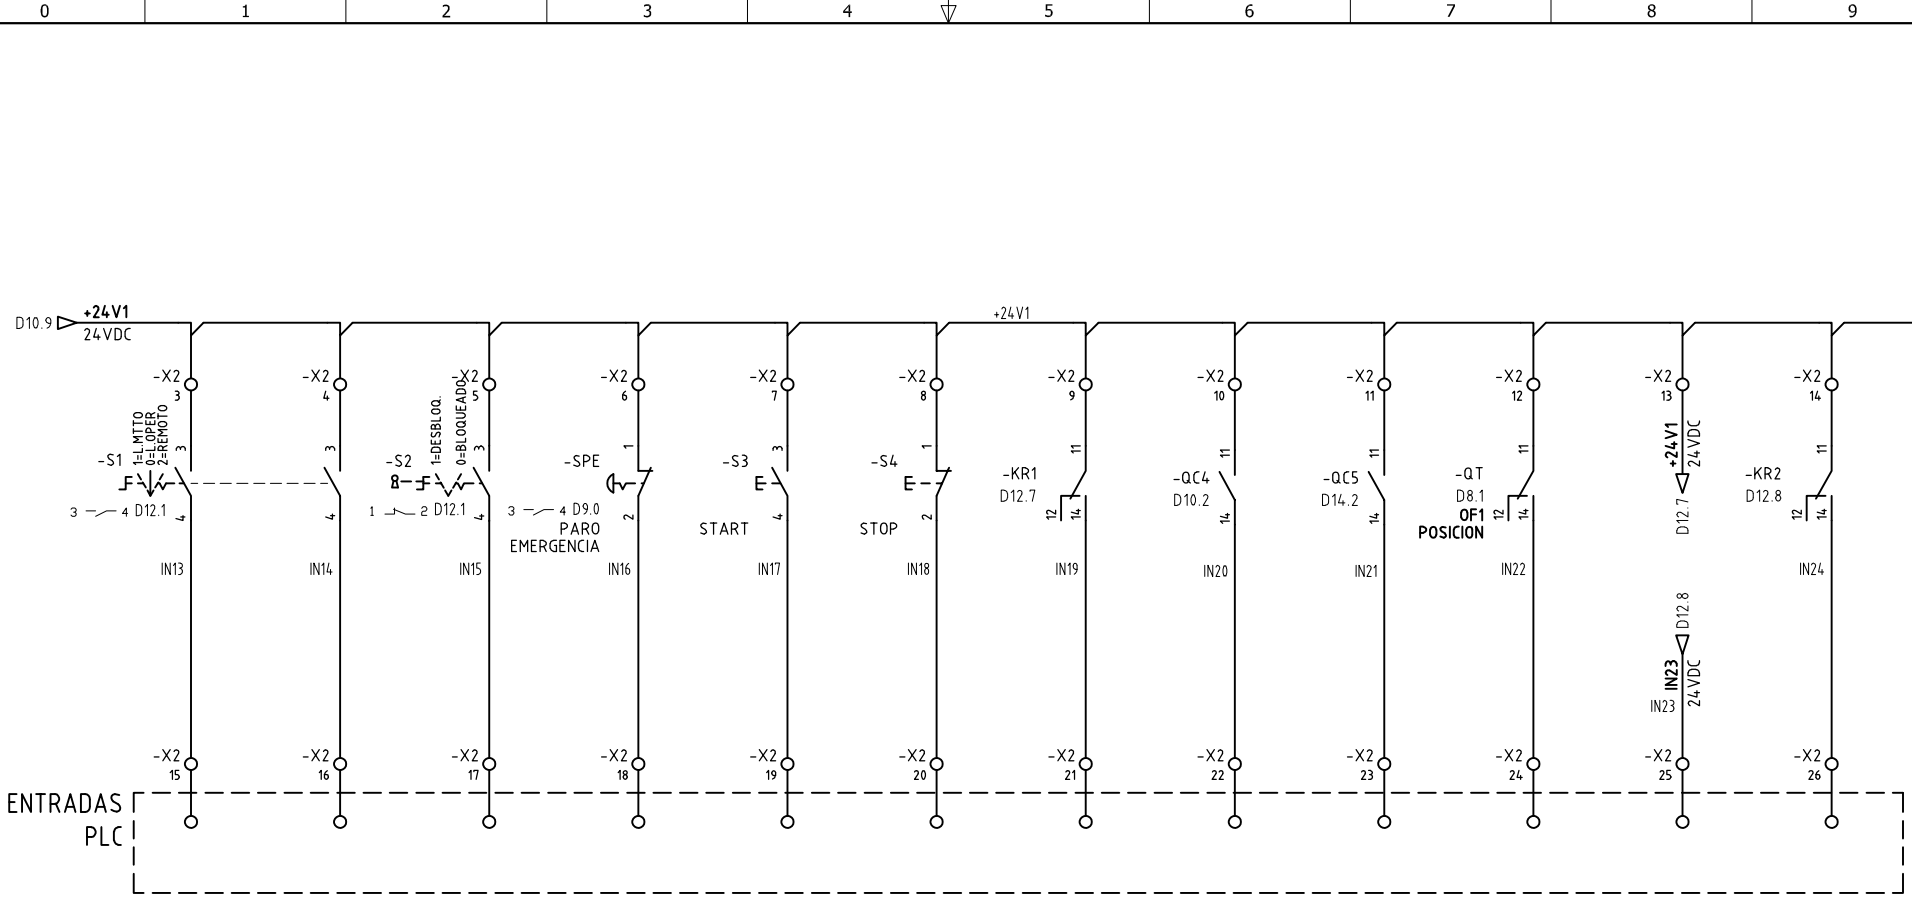 0 1 2 3 4 5 6 7 8 9
+24V1
D10.9
24VDC
+24V1
-X2 -X2 -X2 -X2 -X2 -X2 -X2 -X2 -X2 -X2 -X2 -X2
3 4 5 6 7 8 9 10 11 12 13 14
1=L.MTTO
0=L.OPER
2=REMOTO
1=DESBLOQ.
0=BLOQUEADO
+24V1
24VDC
3 3 3 1 3 1 11 11 11 11 11
-S1 -S2 -SPE -S3 -S4 -KR1 -QC4 -QC5 -QT -KR2
D12.7 D10.2 D14.2 D8.1 D12.8
3 4 D12.1
1 2 D12.1
3 4 D9.0
4 4 4 2 4 2 12 14 14 14 12 14 12 14
PARO
EMERGENCIA
START
STOP
OF1
POSICION
D12.7
IN13 IN14 IN15 IN16 IN17 IN18 IN19 IN20 IN21 IN22 IN24
D12.8
IN23
24VDC
IN23
-X2 -X2 -X2 -X2 -X2 -X2 -X2 -X2 -X2 -X2 -X2 -X2
15 16 17 18 19 20 21 22 23 24 25 26
ENTRADAS
PLC